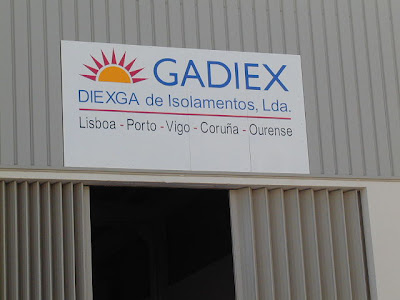 GADIEX
DIEXGA de Isolamentos, Lda.
Lisboa - Porto - Vigo - Coruña - Ourense